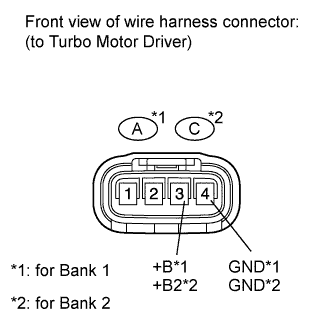 Front view of wire harness connector:
(to Turbo Motor Driver)
A *1 C *2
1 2 3 4
*1: for Bank 1 +B*1 GND*1
+B2*2 GND*2
*2: for Bank 2